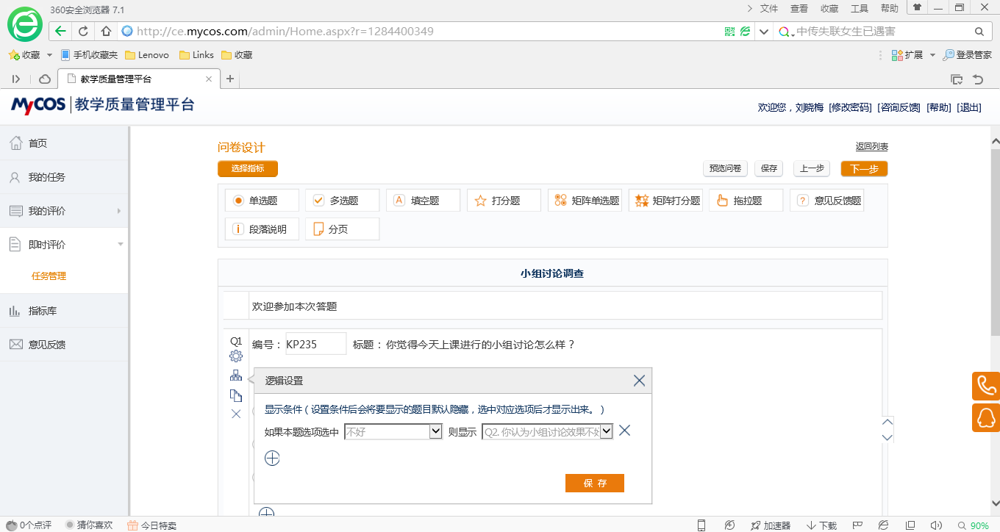 360安全浏览器 7.1
文件 查看 收藏 工具 帮助
http://ce.mycos.com/admin/Home.aspx?r=1284400349
中传失联女生已遇害
收藏 手机收藏夹 Lenovo Links 收藏
扩展 登录管家
教学质量管理平台
MyCOS 教学质量管理平台
欢迎您，刘晓梅 [修改密码] [咨询反馈] [帮助] [退出]
首页
我的任务
我的评价
即时评价
任务管理
指标库
意见反馈
问卷设计
返回列表
选择指标
预览问卷 保存 上一步 下一步
单选题 多选题 填空题 打分题 矩阵单选题 矩阵打分题 拖拉题 意见反馈题
段落说明 分页
小组讨论调查
欢迎参加本次答题
Q1 编号： KP235 标题： 你觉得今天上课进行的小组讨论怎么样？
逻辑设置
显示条件（设置条件后会将要显示的题目默认隐藏，选中对应选项后才显示出来。）
如果本题选项选中 不好 则显示 Q2. 你认为小组讨论效果不好
保 存
0个点评 猜你喜欢 今日特卖
加速器 下载 90%